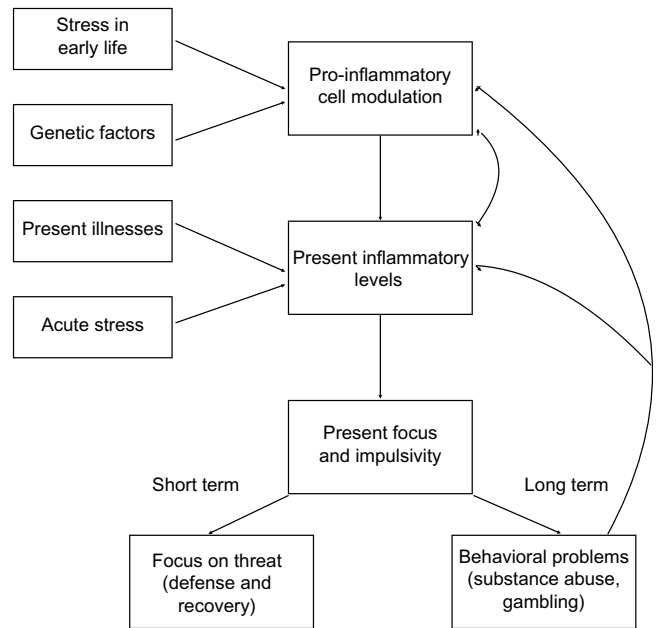 Stress in
early life
Pro-inflammatory
cell modulation
Genetic factors
Present illnesses
Present inflammatory
levels
Acute stress
Present focus
and impulsivity
Short term
Long term
Focus on threat
(defense and
recovery)
Behavioral problems
(substance abuse,
gambling)